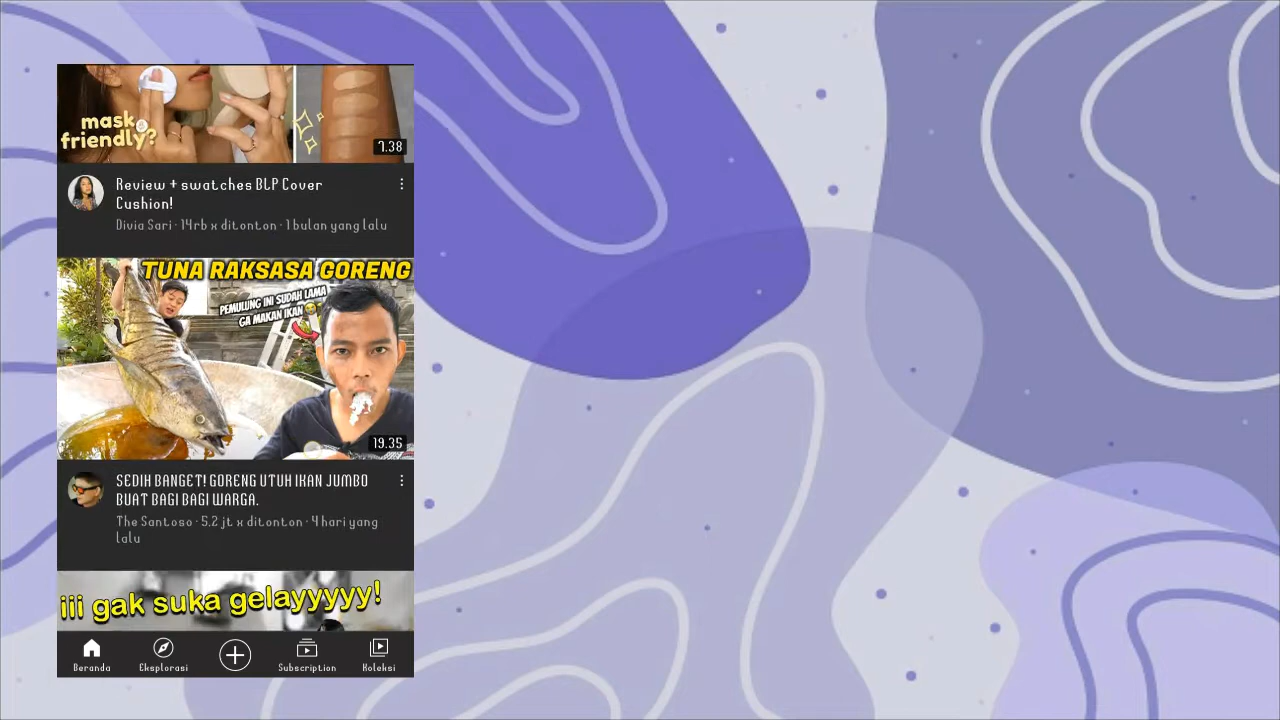 mask
friendly?
7.38
Review + swatches BLP Cover
Cushion!
Divia Sari · 14rb x ditonton · 1 bulan yang lalu
TUNA RAKSASA GORENG
PEMULUNG INI SUDAH LAMA
GA MAKAN IKAN
19.35
SEDIH BANGET! GORENG UTUH IKAN JUMBO
BUAT BAGI BAGI WARGA.
The Santoso · 5,2 jt x ditonton · 4 hari yang
lalu
iii gak suka gelayyyyy!
Beranda
Eksplorasi
Subscription
Koleksi